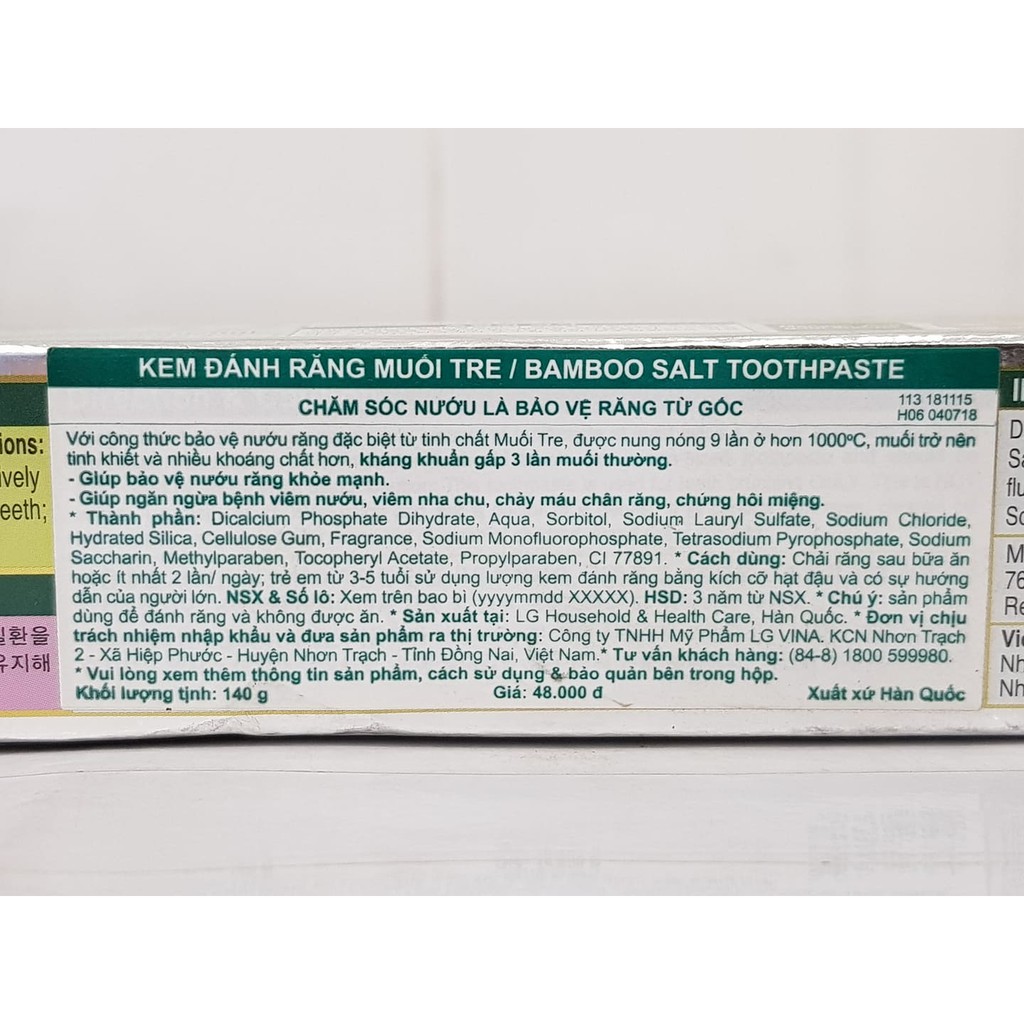 KEM ĐÁNH RĂNG MUỐI TRE / BAMBOO SALT TOOTHPASTE
CHĂM SÓC NƯỚU LÀ BẢO VỆ RĂNG TỪ GỐC
113 181115
H06 040718
Với công thức bảo vệ nướu răng đặc biệt từ tinh chất Muối Tre, được nung nóng 9 lần ở hơn 1000ºC, muối trở nên
tinh khiết và nhiều khoáng chất hơn, kháng khuẩn gấp 3 lần muối thường.
- Giúp bảo vệ nướu răng khỏe mạnh.
- Giúp ngăn ngừa bệnh viêm nướu, viêm nha chu, chảy máu chân răng, chứng hôi miệng.
* Thành phần: Dicalcium Phosphate Dihydrate, Aqua, Sorbitol, Sodium Lauryl Sulfate, Sodium Chloride,
Hydrated Silica, Cellulose Gum, Fragrance, Sodium Monofluorophosphate, Tetrasodium Pyrophosphate, Sodium
Saccharin, Methylparaben, Tocopheryl Acetate, Propylparaben, CI 77891. * Cách dùng: Chải răng sau bữa ăn
hoặc ít nhất 2 lần/ ngày; trẻ em từ 3-5 tuổi sử dụng lượng kem đánh răng bằng kích cỡ hạt đậu và có sự hướng
dẫn của người lớn. NSX & Số lô: Xem trên bao bì (yyyymmdd XXXXX). HSD: 3 năm từ NSX. * Chú ý: sản phẩm
dùng để đánh răng và không được ăn. * Sản xuất tại: LG Household & Health Care, Hàn Quốc. * Đơn vị chịu
trách nhiệm nhập khẩu và đưa sản phẩm ra thị trường: Công ty TNHH Mỹ Phẩm LG VINA. KCN Nhơn Trạch
2 - Xã Hiệp Phước - Huyện Nhơn Trạch - Tỉnh Đồng Nai, Việt Nam.* Tư vấn khách hàng: (84-8) 1800 599980.
* Vui lòng xem thêm thông tin sản phẩm, cách sử dụng & bảo quản bên trong hộp.
Khối lượng tịnh: 140 g Giá: 48.000 đ Xuất xứ Hàn Quốc
ions:
ively
eeth;
질환을
유지해